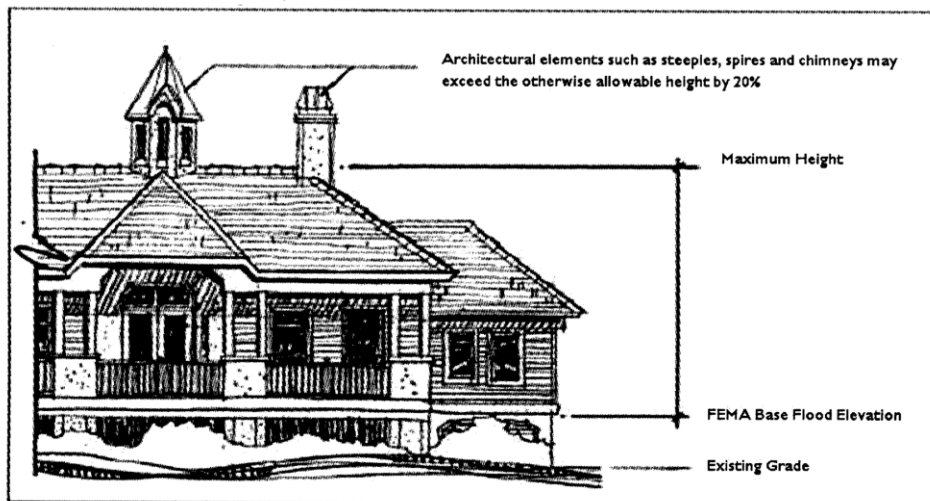 Architectural elements such as steeples, spires and chimneys may
exceed the otherwise allowable height by 20%
Maximum Height
FEMA Base Flood Elevation
Existing Grade